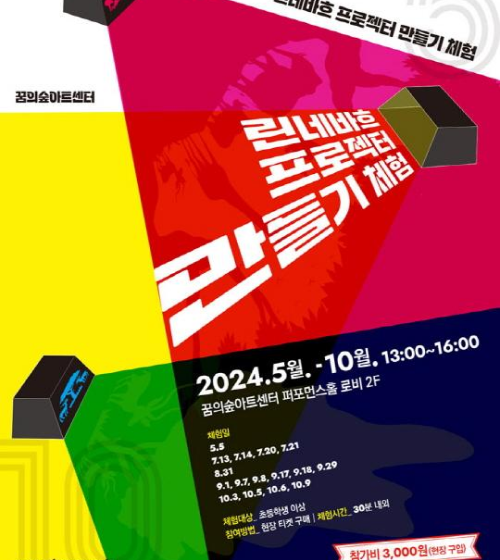 린네바흐 프로젝터 만들기 체험
꿈의숲아트센터
린네바흐
프로젝터
만들기 체험
2024.5월. - 10월. 13:00~16:00
꿈의숲아트센터 퍼포먼스홀 로비 2F
체험일
5.5
7.13, 7.14, 7.20, 7.21
8.31
9.1, 9.7, 9.8, 9.17, 9.18, 9.29
10.3, 10.5, 10.6, 10.9
체험대상_ 초등학생 이상
참여방법_ 현장 티켓 구매 | 체험시간_ 30분 내외
참가비 3,000원(현장 구입)